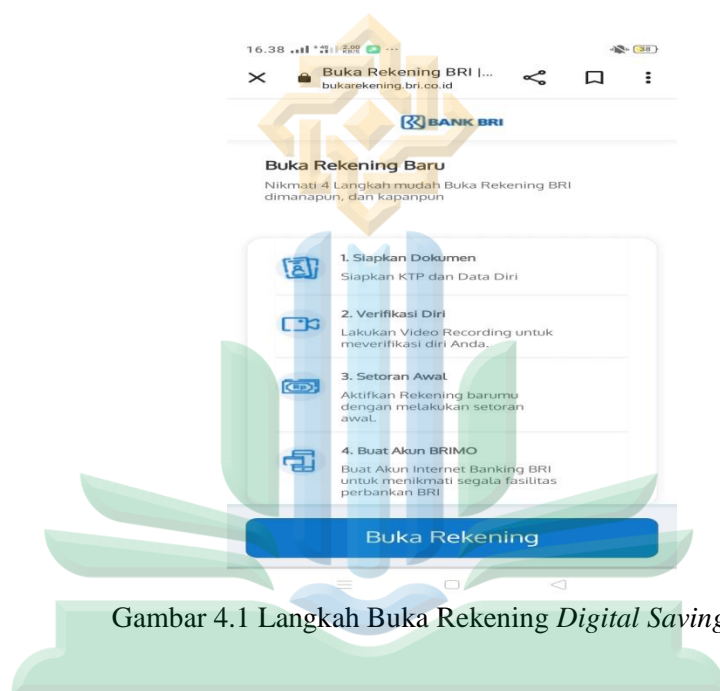 16.38
38
Buka Rekening BRI |...
bukarekening.bri.co.id
BANK BRI
Buka Rekening Baru
Nikmati 4 Langkah mudah Buka Rekening BRI
dimanapun, dan kapanpun
1. Siapkan Dokumen
Siapkan KTP dan Data Diri
2. Verifikasi Diri
Lakukan Video Recording untuk
meverifikasi diri Anda.
3. Setoran Awal
Aktifkan Rekening barumu
dengan melakukan setoran
awal.
4. Buat Akun BRIMO
Buat Akun Internet Banking BRI
untuk menikmati segala fasilitas
perbankan BRI
Buka Rekening
Gambar 4.1 Langkah Buka Rekening Digital Saving